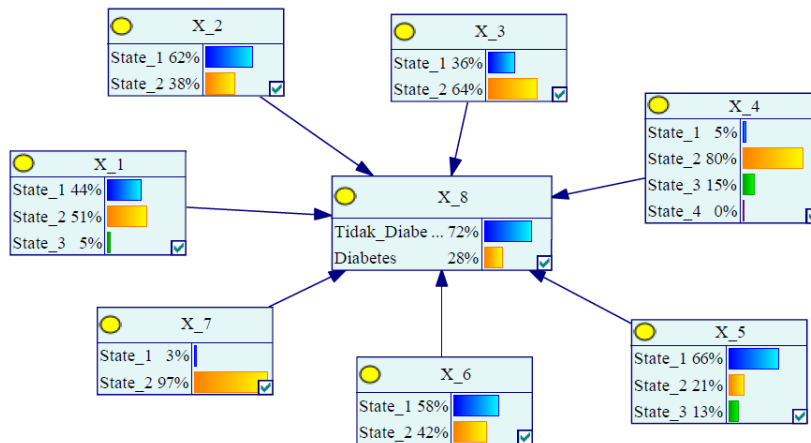 X_2
State_1 62%
State_2 38%
X_3
State_1 36%
State_2 64%
X_4
State_1 5%
State_2 80%
State_3 15%
State_4 0%
X_1
State_1 44%
State_2 51%
State_3 5%
X_8
Tidak_Diabe ... 72%
Diabetes 28%
X_7
State_1 3%
State_2 97%
X_6
State_1 58%
State_2 42%
X_5
State_1 66%
State_2 21%
State_3 13%